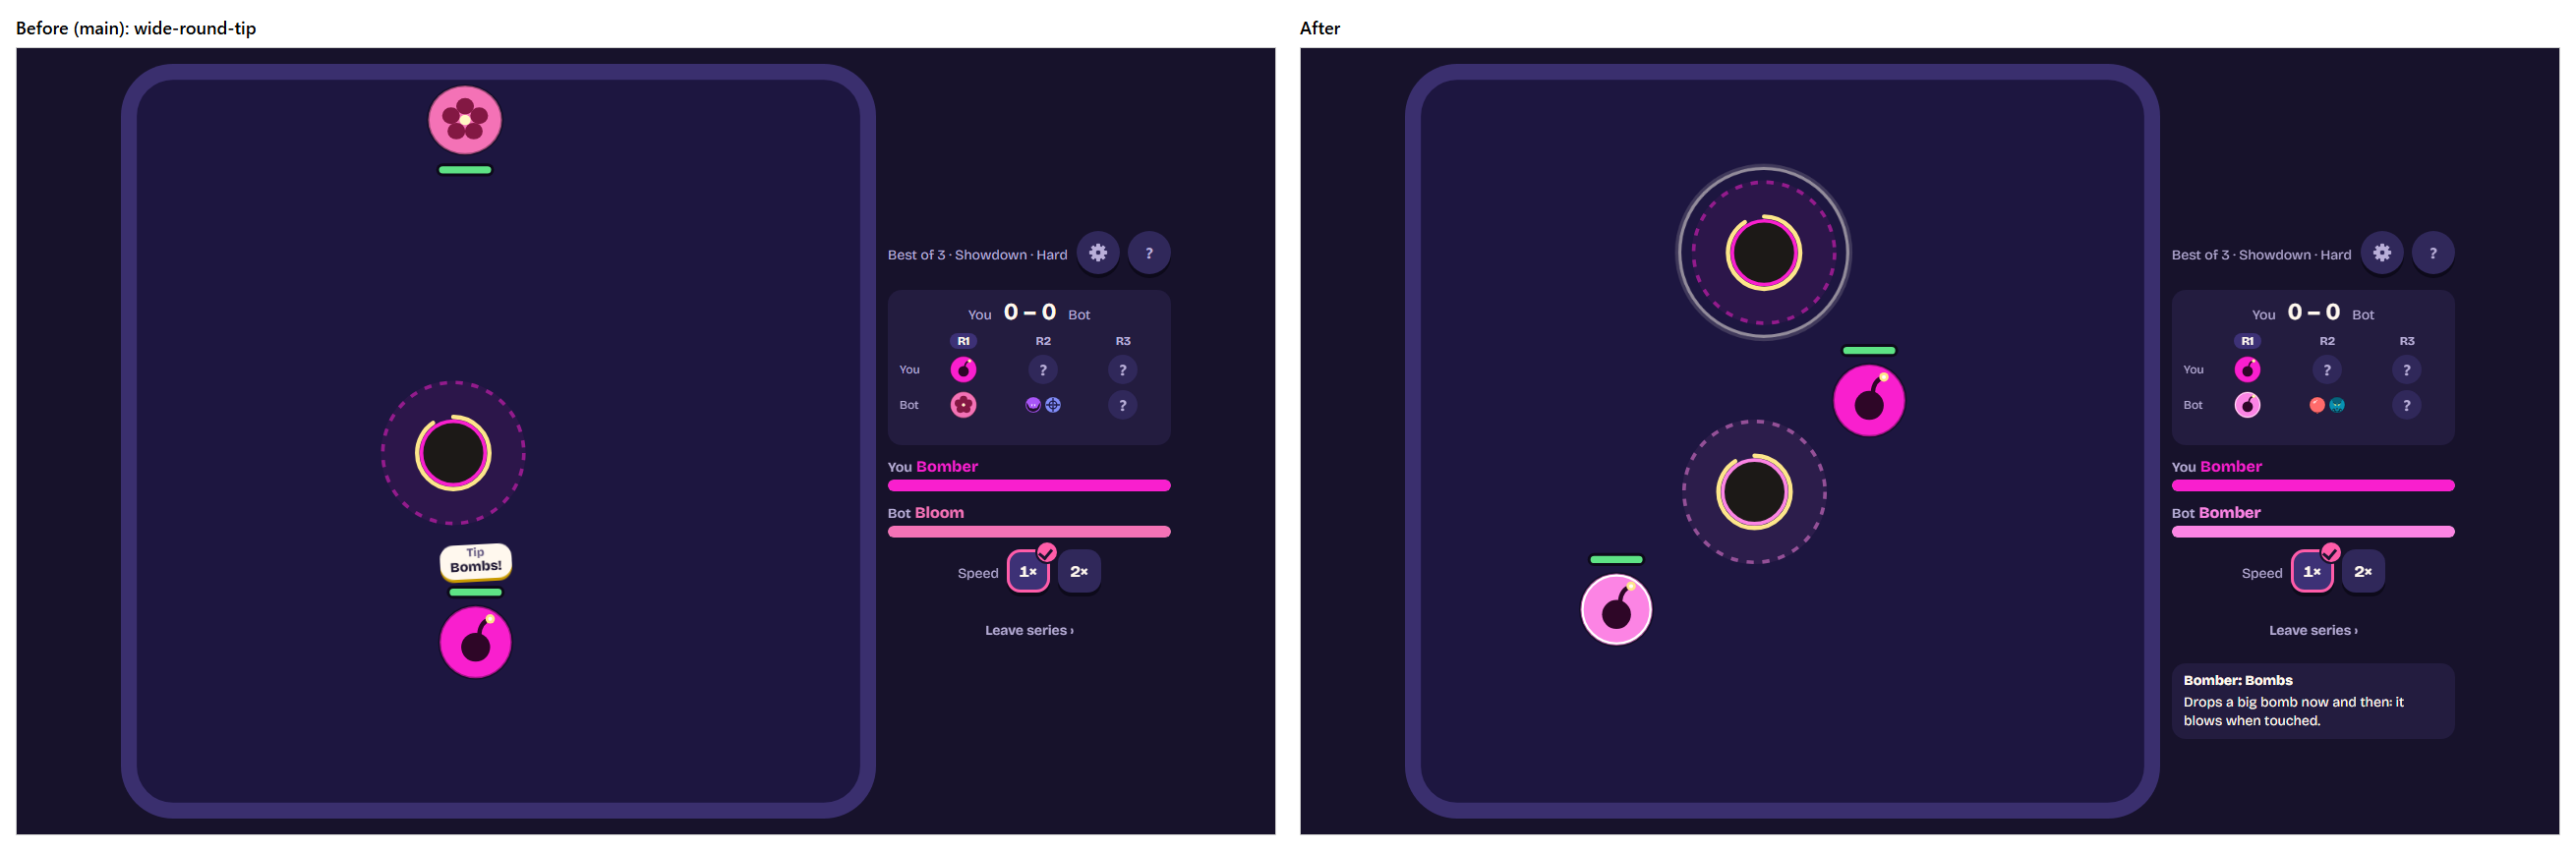 Before (main): wide-round-tip
Best of 3 · Showdown · Hard
?
You 0 – 0 Bot
R1 R2 R3
You ? ?
Bot ?
You Bomber
Bot Bloom
Speed 1× 2×
Leave series ›
Tip
Bombs!
After
Best of 3 · Showdown · Hard
?
You 0 – 0 Bot
R1 R2 R3
You ? ?
Bot ?
You Bomber
Bot Bomber
Speed 1× 2×
Leave series ›
Bomber: Bombs
Drops a big bomb now and then: it
blows when touched.